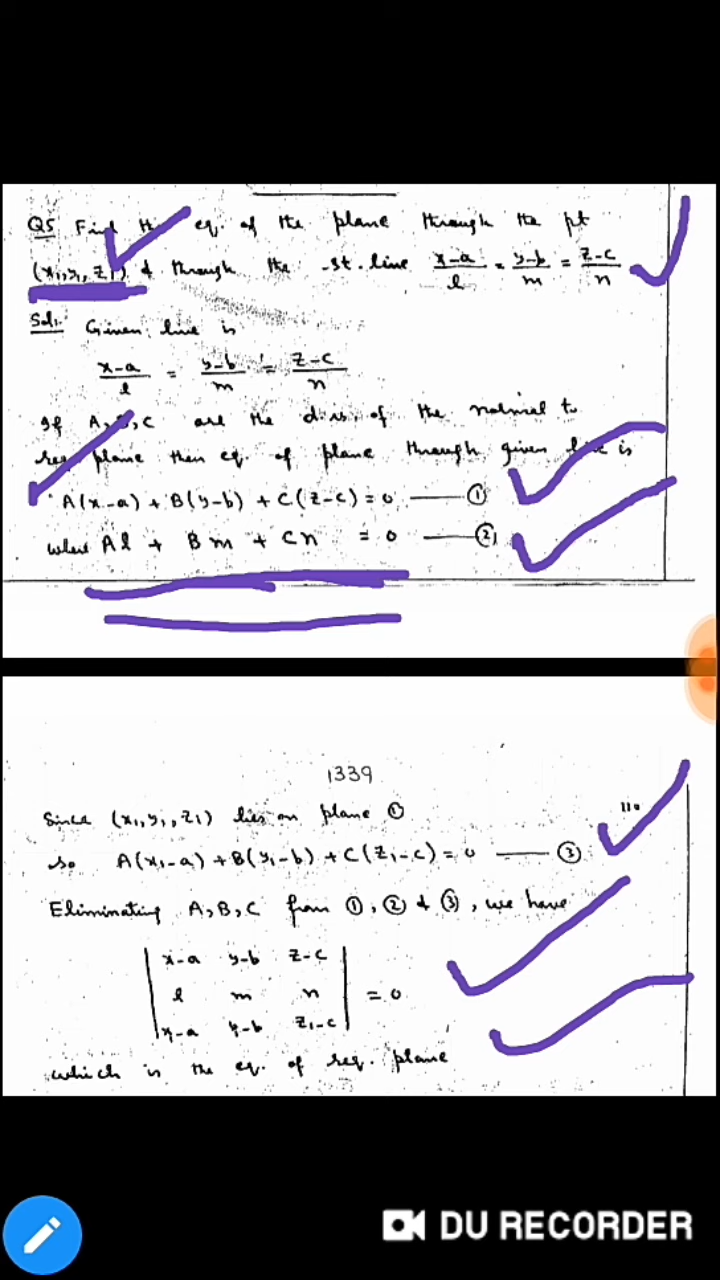 Q5 Find the eq. of the plane through the pt
(x₁,y₁,z₁) & through the st. line x-a/l = y-b/m = z-c/n
Sol. Given line is
x-a/l = y-b/m = z-c/n
If A,B,C are the d.rs. of the normal to
req. plane then eq. of plane through given line is
A(x-a) + B(y-b) + C(z-c) = 0 —— ①
where Al + Bm + Cn = 0 —— ②
1339
Since (x₁,y₁,z₁) lies on plane ①
110
so A(x₁-a) + B(y₁-b) + C(z₁-c) = 0 —— ③
Eliminating A,B,C from ①, ② & ③, we have
| x-a y-b z-c |
| l m n | = 0
| x₁-a y₁-b z₁-c |
which is the eq. of req. plane
DU RECORDER